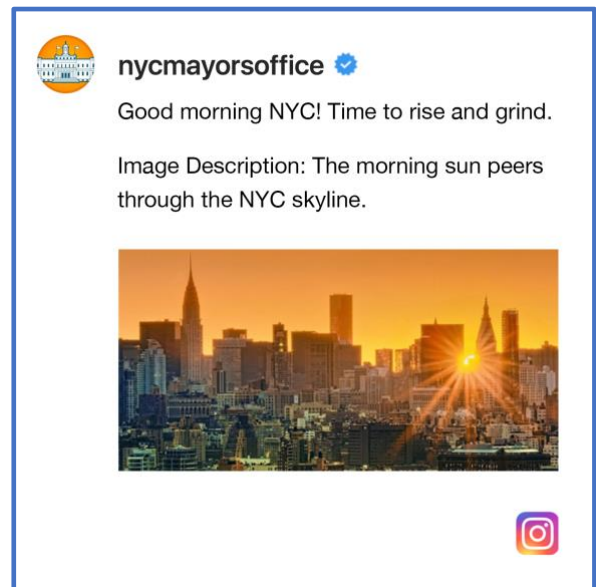 nycmayorsoffice
Good morning NYC! Time to rise and grind.
Image Description: The morning sun peers
through the NYC skyline.